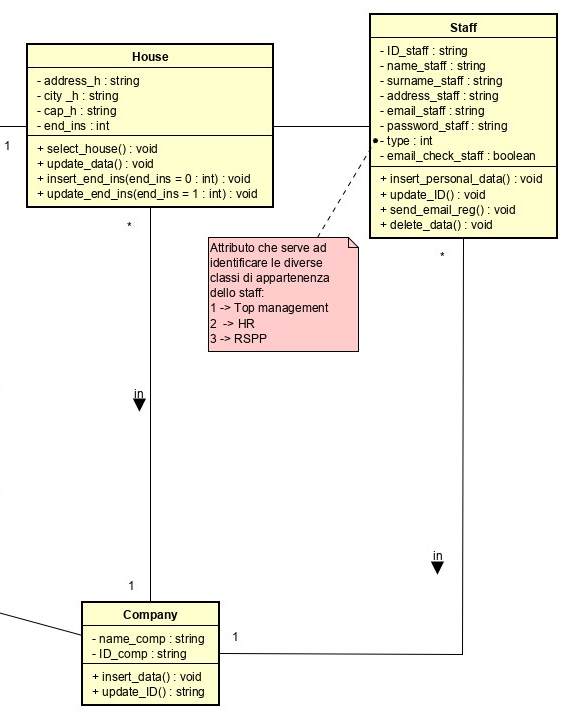 House
- address_h : string
- city _h : string
- cap_h : string
- end_ins : int
+ select_house() : void
+ update_data() : void
+ insert_end_ins(end_ins = 0 : int) : void
+ update_end_ins(end_ins = 1 : int) : void
Staff
- ID_staff : string
- name_staff : string
- surname_staff : string
- address_staff : string
- email_staff : string
- password_staff : string
- type : int
- email_check_staff : boolean
+ insert_personal_data() : void
+ update_ID() : void
+ send_email_reg() : void
+ delete_data() : void
1
*
*
Attributo che serve ad
identificare le diverse
classi di appartenenza
dello staff:
1 -> Top management
2  -> HR
3 -> RSPP
in
in
1
1
Company
- name_comp : string
- ID_comp : string
+ insert_data() : void
+ update_ID() : string